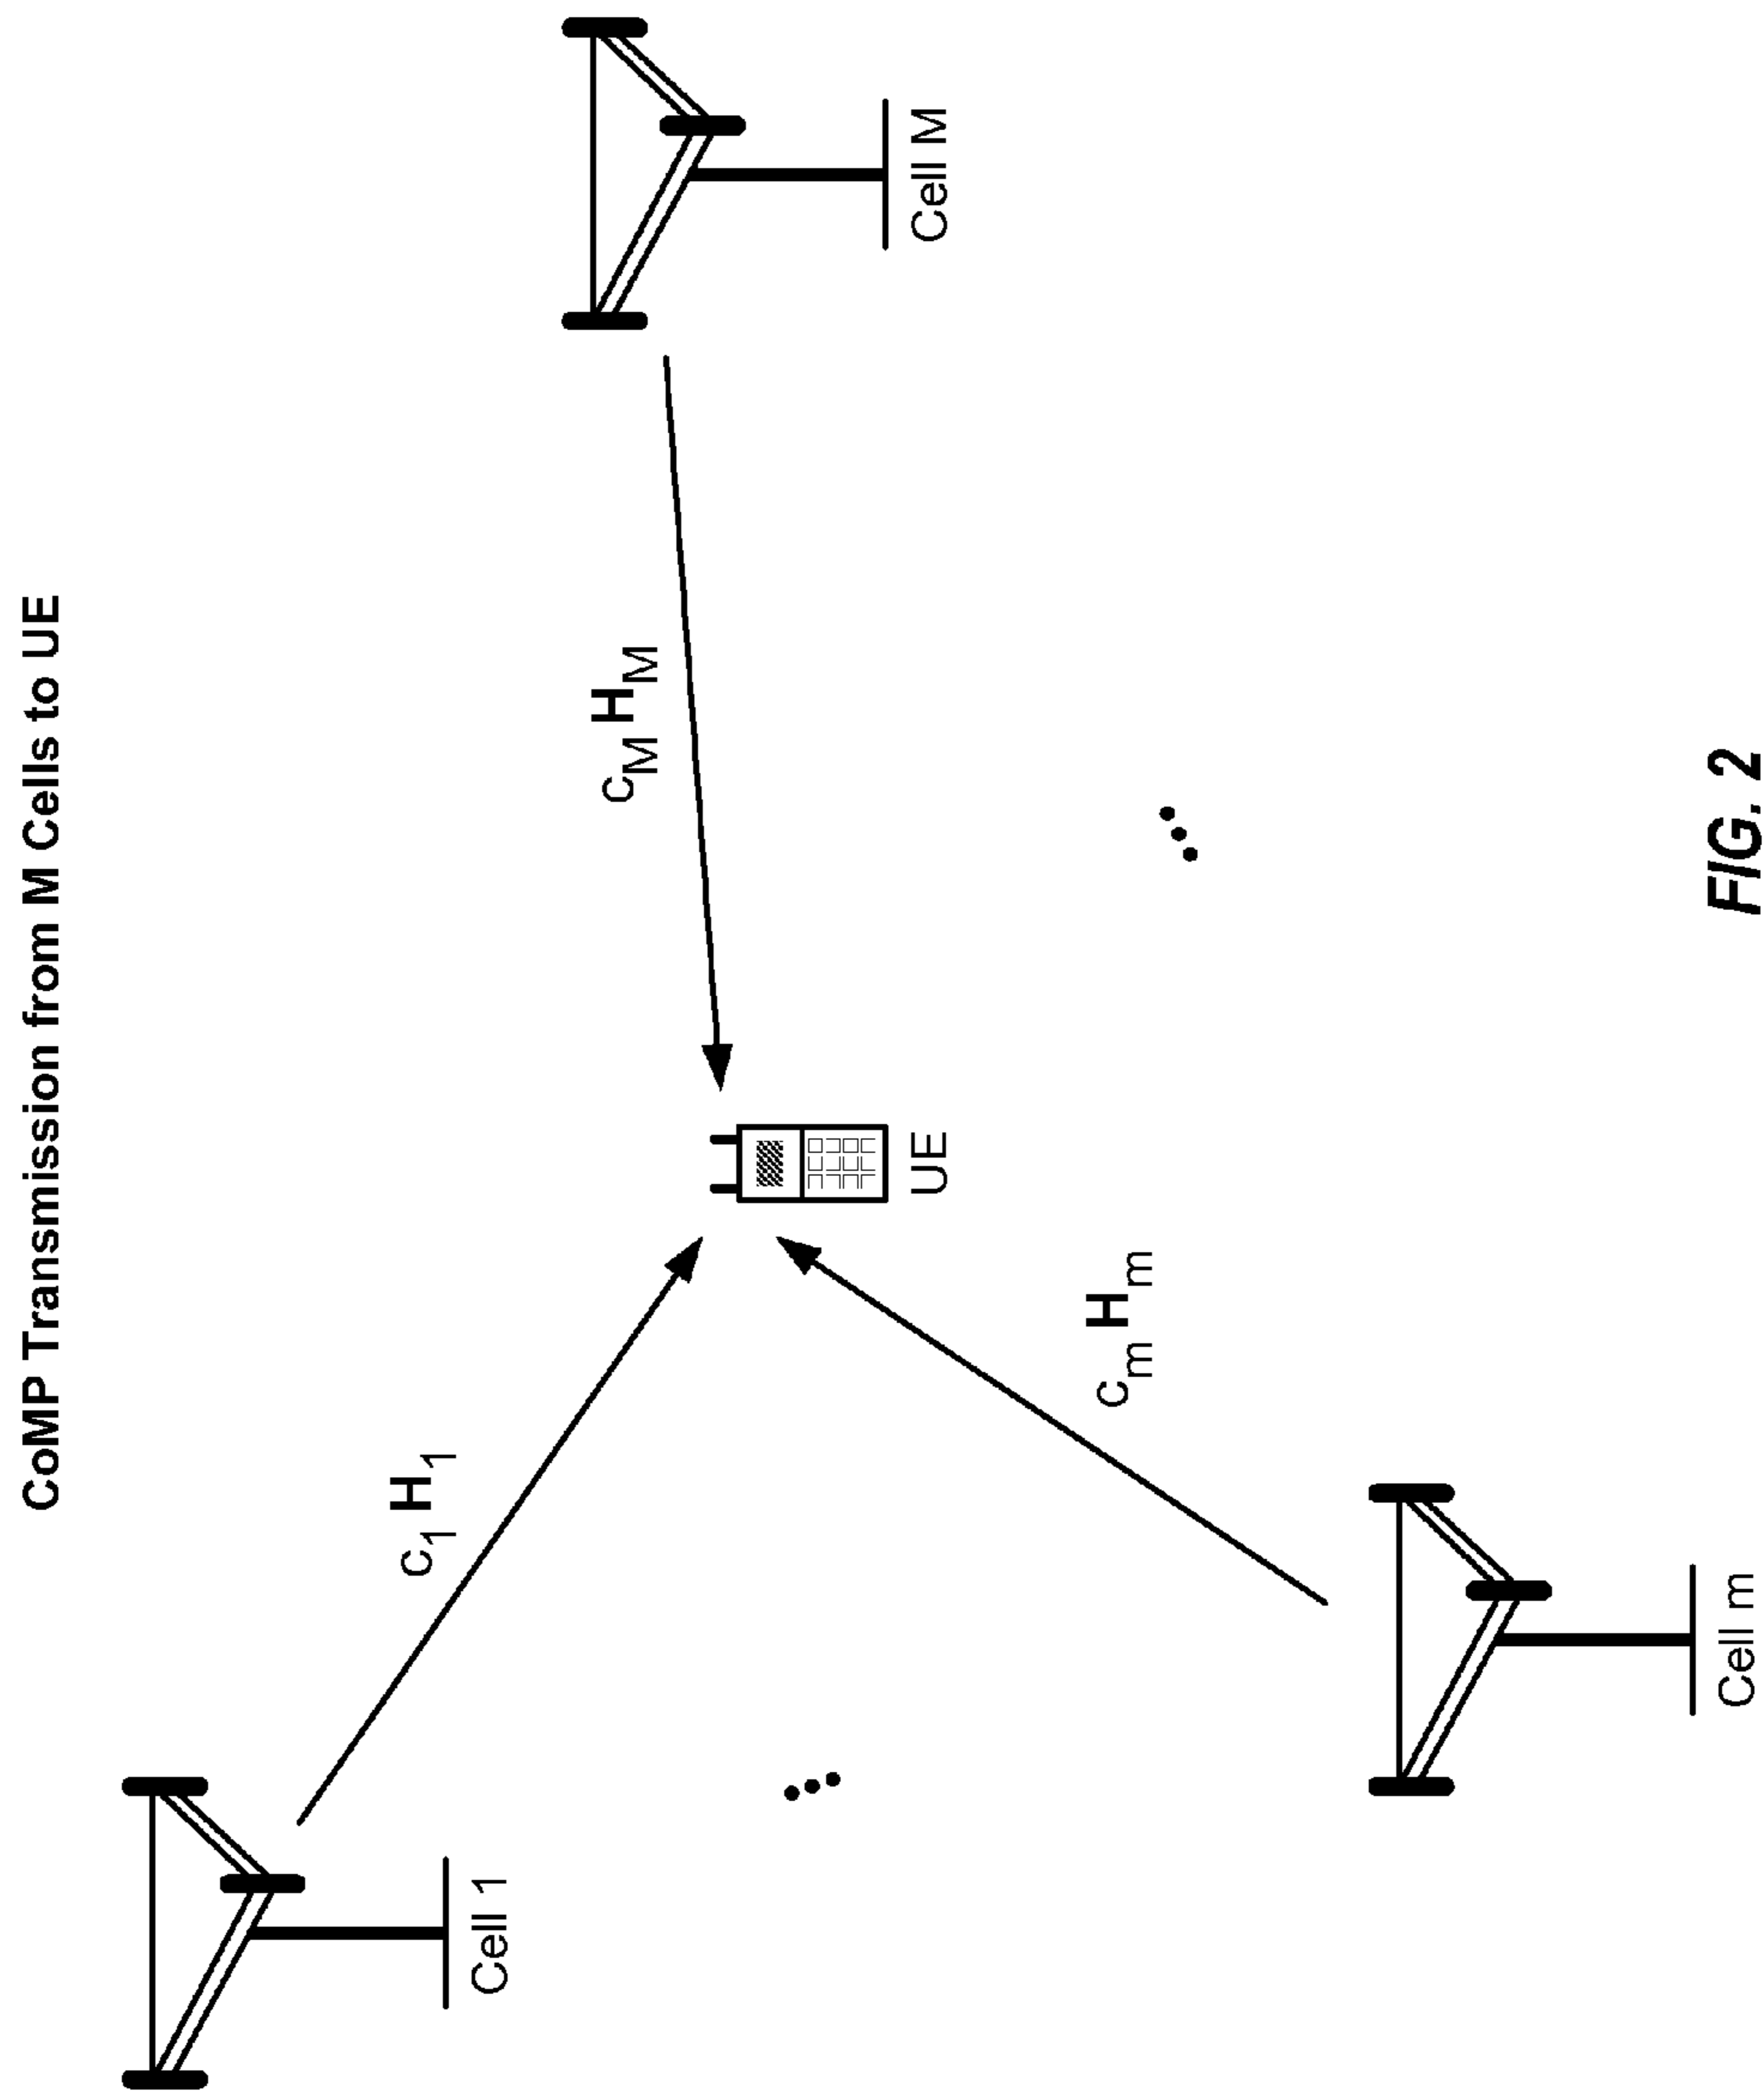 CoMP Transmission from M Cells to UE
c1 H1
cM HM
Cell 1
UE
Cell M
cm Hm
Cell m
FIG. 2